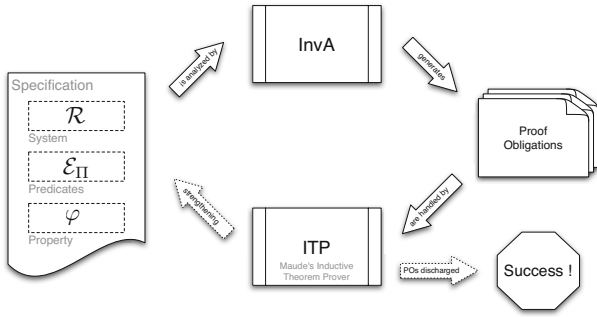 InvA
is analyzed by
generates
Specification
R
System
ℰ_Π
Predicates
φ
Property
Proof
Obligations
strengthening
are handled by
ITP
Maude's Inductive
Theorem Prover
POs discharged
Success !